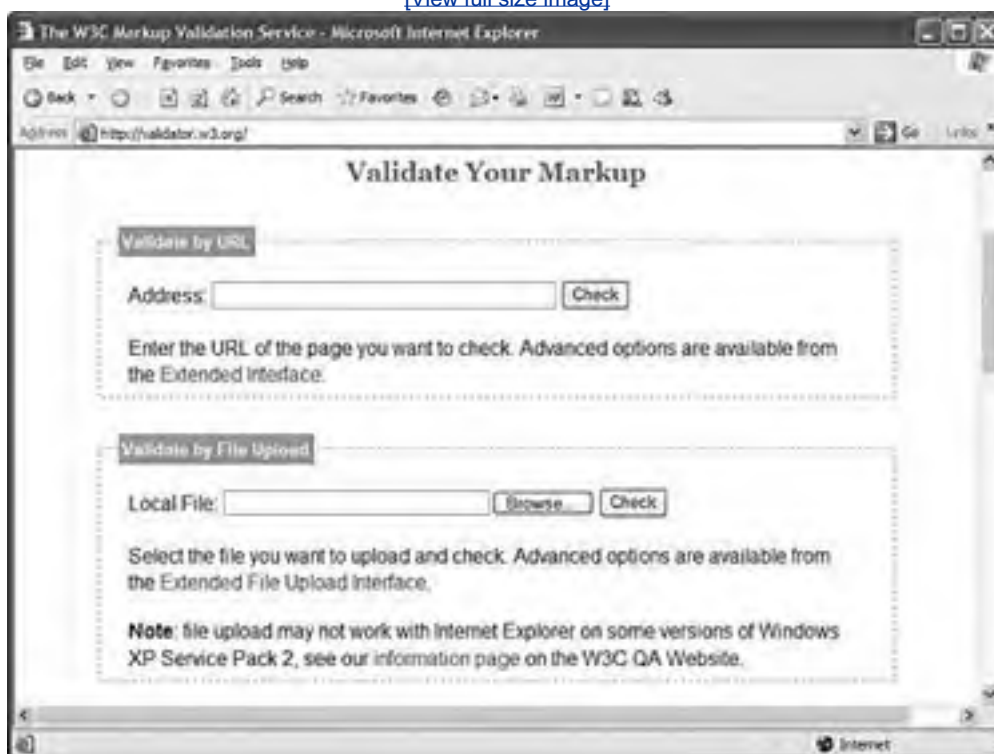 [View full size image]
The W3C Markup Validation Service - Microsoft Internet Explorer
File Edit View Favorites Tools Help
Back Search Favorites
Address http://validator.w3.org/ Go Links
Validate Your Markup
Validate by URL
Address: Check
Enter the URL of the page you want to check. Advanced options are available from
the Extended Interface.
Validate by File Upload
Local File: Browse... Check
Select the file you want to upload and check. Advanced options are available from
the Extended File Upload Interface.
Note: file upload may not work with Internet Explorer on some versions of Windows
XP Service Pack 2, see our information page on the W3C QA Website.
Internet